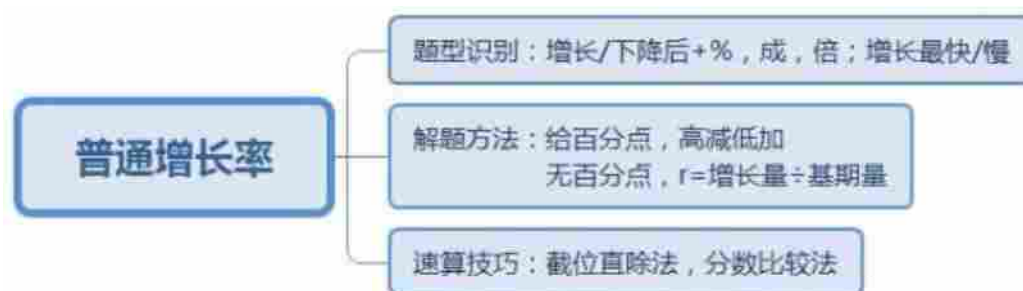 题型识别：增长/下降后+%，成，倍；增长最快/慢
普通增长率
解题方法：给百分点，高减低加
无百分点，r=增长量÷基期量
速算技巧：截位直除法，分数比较法